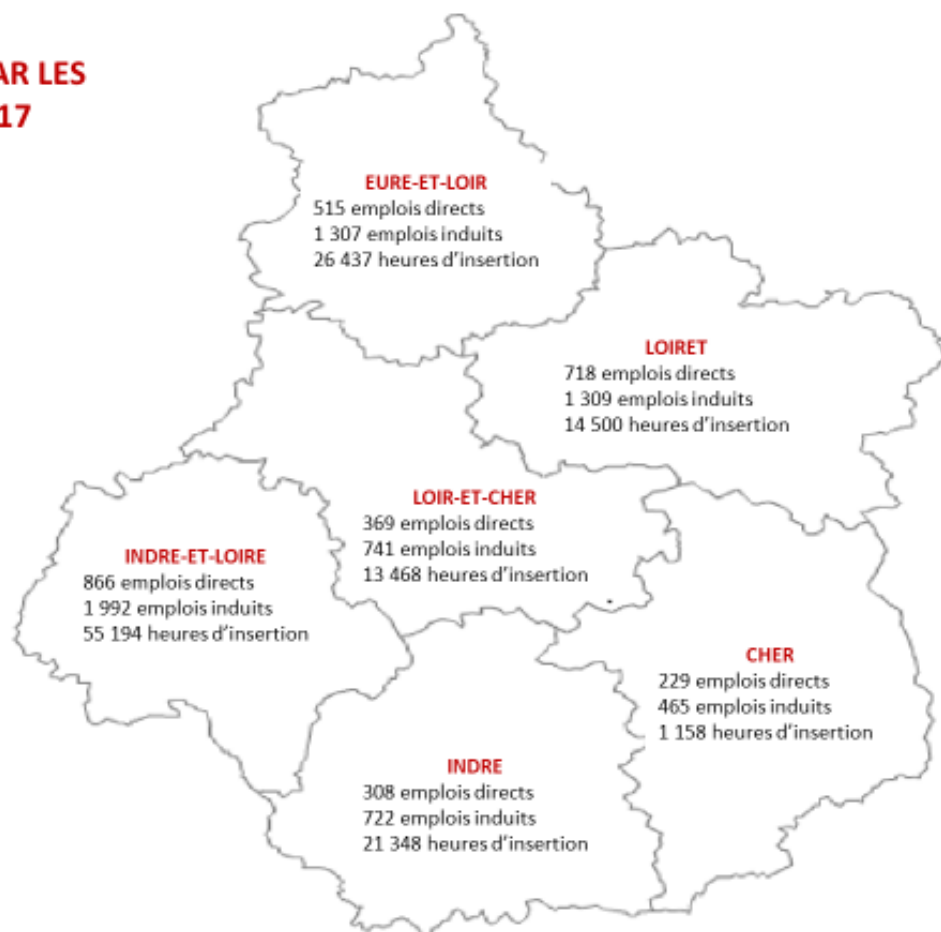 AR LES
17
EURE-ET-LOIR
515 emplois directs
1 307 emplois induits
26 437 heures d'insertion
LOIRET
718 emplois directs
1 309 emplois induits
14 500 heures d'insertion
LOIR-ET-CHER
369 emplois directs
741 emplois induits
13 468 heures d'insertion
INDRE-ET-LOIRE
866 emplois directs
1 992 emplois induits
55 194 heures d'insertion
CHER
229 emplois directs
465 emplois induits
1 158 heures d'insertion
INDRE
308 emplois directs
722 emplois induits
21 348 heures d'insertion